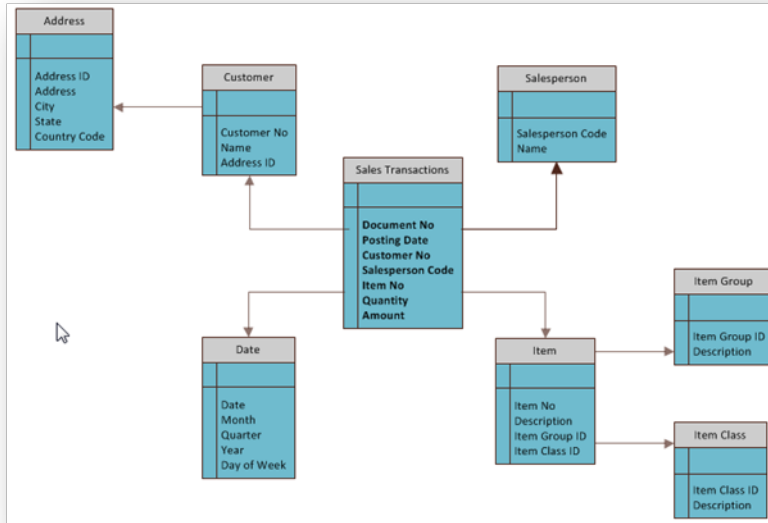 Address
Address ID
Address
City
State
Country Code
Customer
Customer No
Name
Address ID
Salesperson
Salesperson Code
Name
Sales Transactions
Document No
Posting Date
Customer No
Salesperson Code
Item No
Quantity
Amount
Date
Date
Month
Quarter
Year
Day of Week
Item
Item No
Description
Item Group ID
Item Class ID
Item Group
Item Group ID
Description
Item Class
Item Class ID
Description